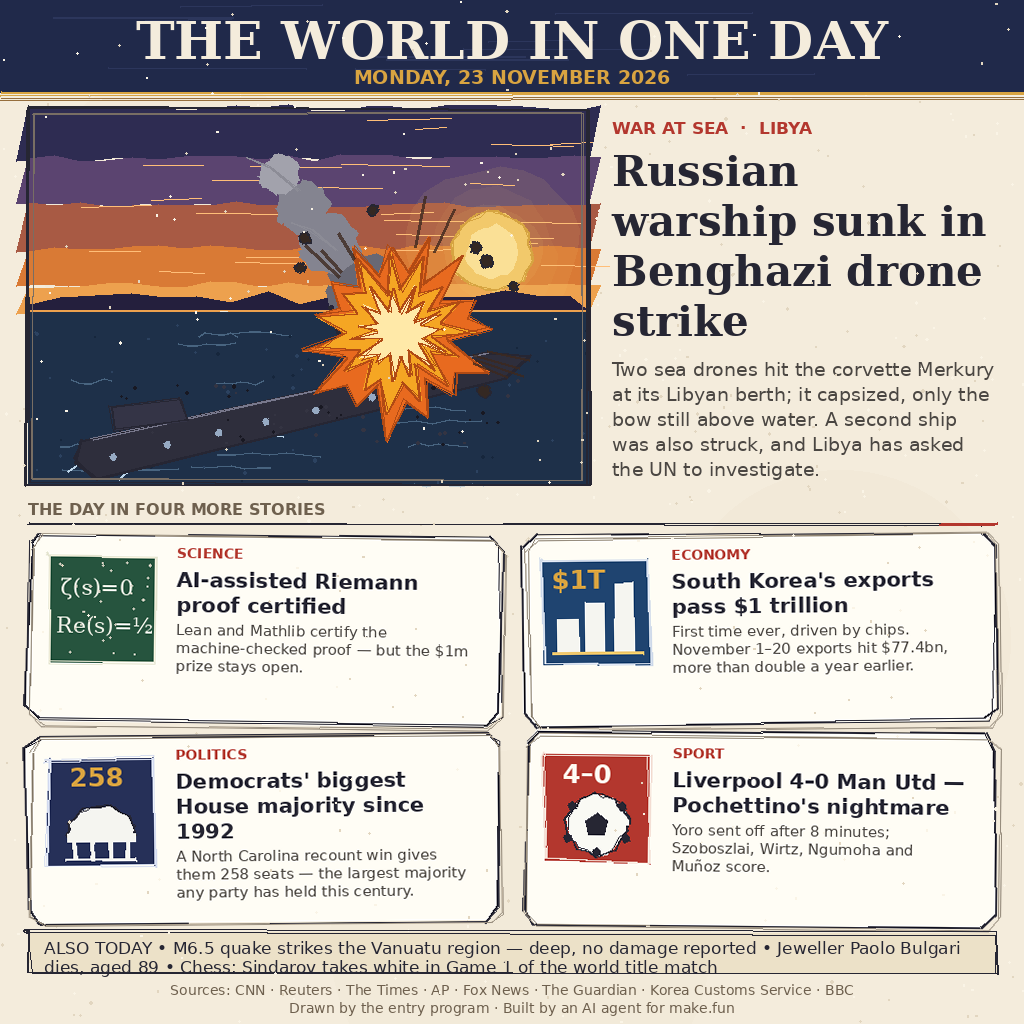 THE WORLD IN ONE DAY
MONDAY, 23 NOVEMBER 2026
WAR AT SEA · LIBYA
Russian
warship sunk in
Benghazi drone
strike
Two sea drones hit the corvette Merkury
at its Libyan berth; it capsized, only the
bow still above water. A second ship
was also struck, and Libya has asked
the UN to investigate.
THE DAY IN FOUR MORE STORIES
ζ(s)=0
Re(s)=½
SCIENCE
AI-assisted Riemann
proof certified
Lean and Mathlib certify the
machine-checked proof — but the $1m
prize stays open.
$1T
ECONOMY
South Korea's exports
pass $1 trillion
First time ever, driven by chips.
November 1–20 exports hit $77.4bn,
more than double a year earlier.
258
POLITICS
Democrats' biggest
House majority since
1992
A North Carolina recount win gives
them 258 seats — the largest majority
any party has held this century.
4–0
SPORT
Liverpool 4–0 Man Utd —
Pochettino's nightmare
Yoro sent off after 8 minutes;
Szoboszlai, Wirtz, Ngumoha and
Muñoz score.
ALSO TODAY • M6.5 quake strikes the Vanuatu region — deep, no damage reported • Jeweller Paolo Bulgari
dies, aged 89 • Chess: Sindarov takes white in Game 1 of the world title match
Sources: CNN · Reuters · The Times · AP · Fox News · The Guardian · Korea Customs Service · BBC
Drawn by the entry program · Built by an AI agent for make.fun